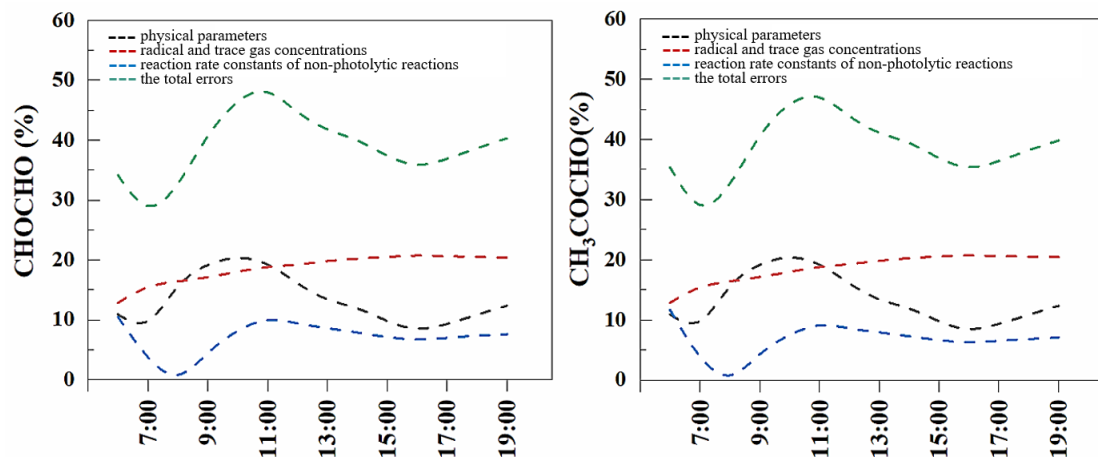 60
50
40
30
20
10
0
CHOCHO (%)
physical parameters
radical and trace gas concentrations
reaction rate constants of non-photolytic reactions
the total errors
7:00
9:00
11:00
13:00
15:00
17:00
19:00
60
50
40
30
20
10
0
CH₃COCHO(%)
physical parameters
radical and trace gas concentrations
reaction rate constants of non-photolytic reactions
the total errors
7:00
9:00
11:00
13:00
15:00
17:00
19:00